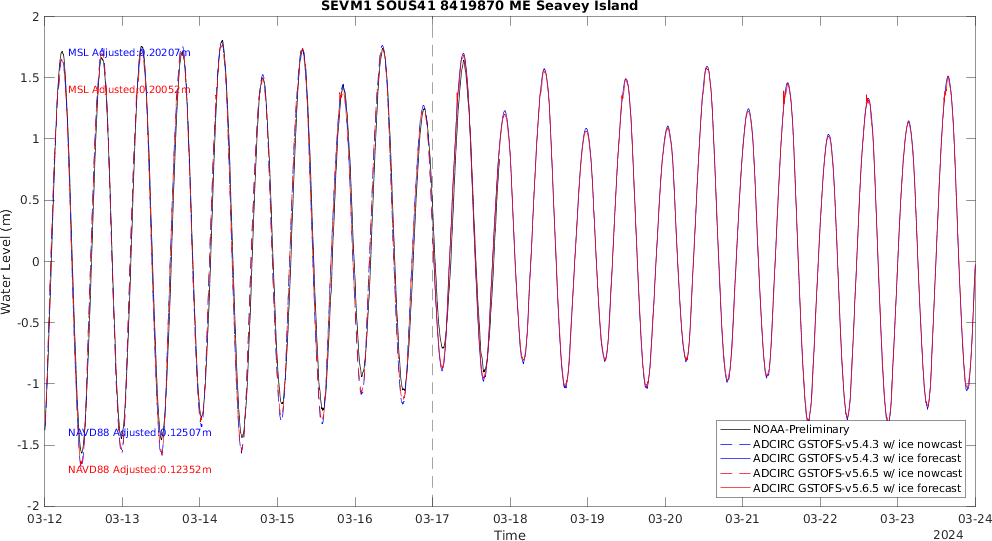 SEVM1 SOUS41 8419870 ME Seavey Island
2
1.5
1
0.5
0
-0.5
-1
-1.5
-2
Water Level (m)
MSL Adjusted:0.20207m
MSL Adjusted:0.20052m
NAVD88 Adjusted:0.12507m
NAVD88 Adjusted:0.12352m
NOAA-Preliminary
ADCIRC GSTOFS-v5.4.3 w/ ice nowcast
ADCIRC GSTOFS-v5.4.3 w/ ice forecast
ADCIRC GSTOFS-v5.6.5 w/ ice nowcast
ADCIRC GSTOFS-v5.6.5 w/ ice forecast
03-12 03-13 03-14 03-15 03-16 03-17 03-18 03-19 03-20 03-21 03-22 03-23 03-24
Time
2024